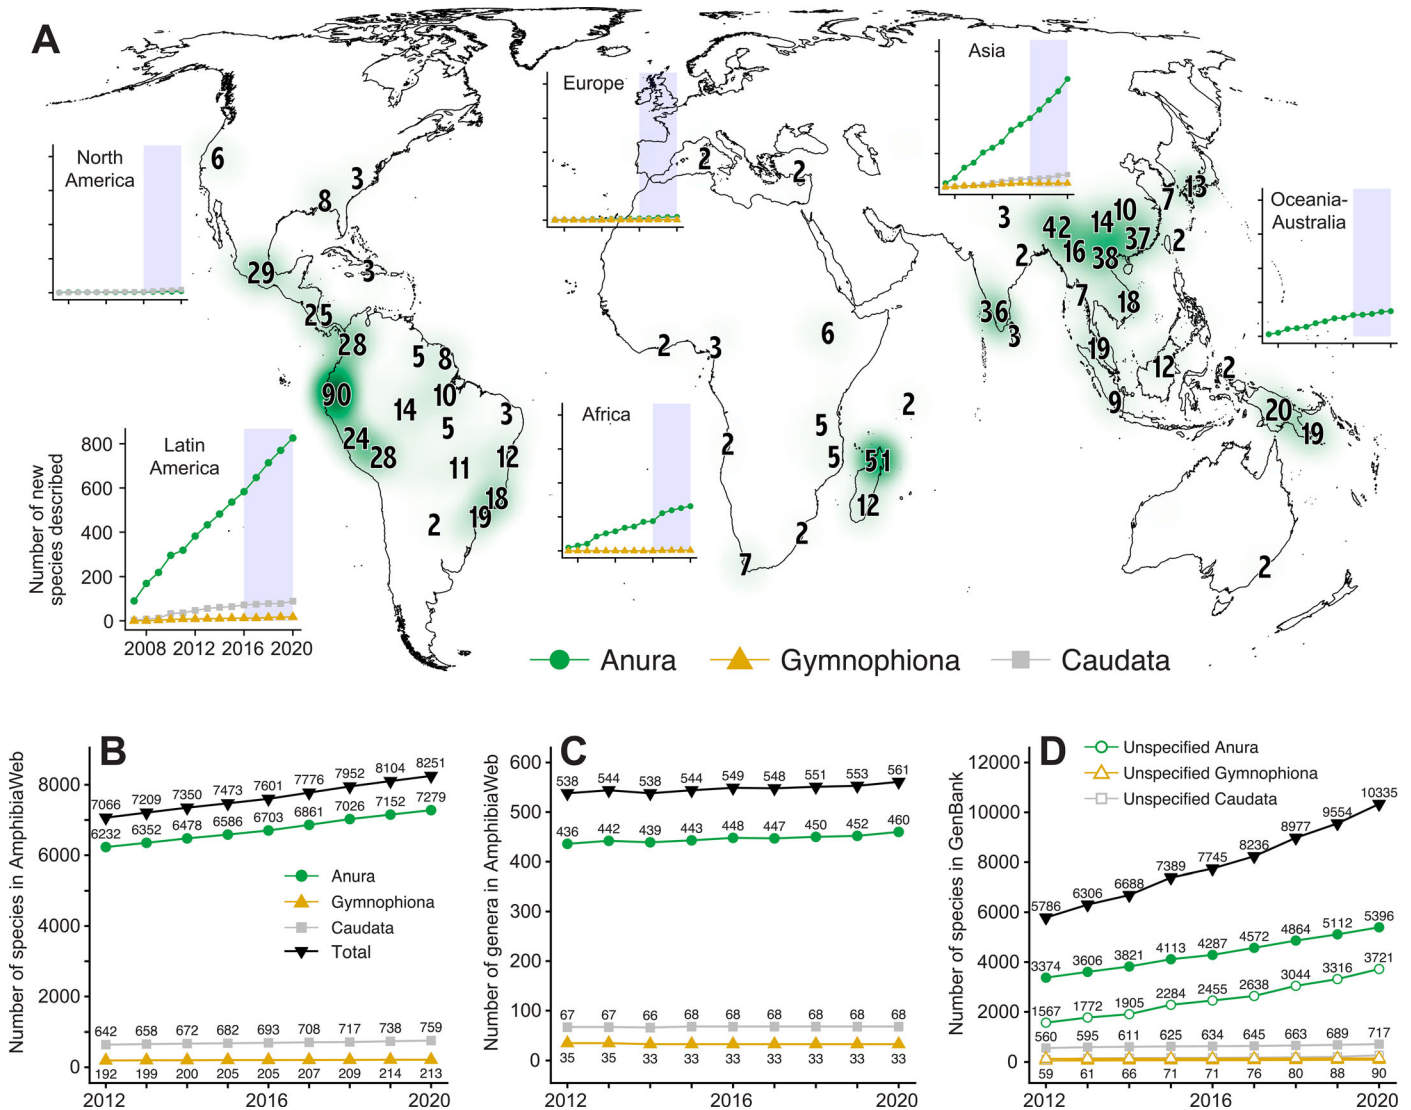 A
North
America
Europe
Asia
Oceania-
Australia
Latin
America
Africa
6
3
8
29
3
25
28
90
5
8
10
14
5
3
24
28
11
12
18
19
2
2
2
2
3
6
2
5
5
51
12
2
2
7
3
42
2
14
10
37
16
38
7
13
2
36
3
7
18
19
12
9
2
20
19
2
Number of new
species described
800
600
400
200
0
2008 2012 2016 2020
Anura Gymnophiona Caudata
B
Number of species in AmphibiaWeb
8000
6000
4000
2000
0
7066 7209 7350 7473 7601 7776 7952 8104 8251
6232 6352 6478 6586 6703 6861 7026 7152 7279
Anura
Gymnophiona
Caudata
Total
642 658 672 682 693 708 717 738 759
192 199 200 205 205 207 209 214 213
2012 2016 2020
C
Number of genera in AmphibiaWeb
600
500
400
300
200
100
0
538 544 538 544 549 548 551 553 561
436 442 439 443 448 447 450 452 460
67 67 66 68 68 68 68 68 68
35 35 33 33 33 33 33 33 33
2012 2016 2020
D
Number of species in GenBank
Unspecified Anura
Unspecified Gymnophiona
Unspecified Caudata
12000
10000
8000
6000
4000
2000
0
5786 6306 6688 7389 7745 8236 8977 9554 10335
3374 3606 3821 4113 4287 4572 4864 5112 5396
1567 1772 1905 2284 2455 2638 3044 3316 3721
560 595 611 625 634 645 663 689 717
59 61 66 71 71 76 80 88 90
2012 2016 2020